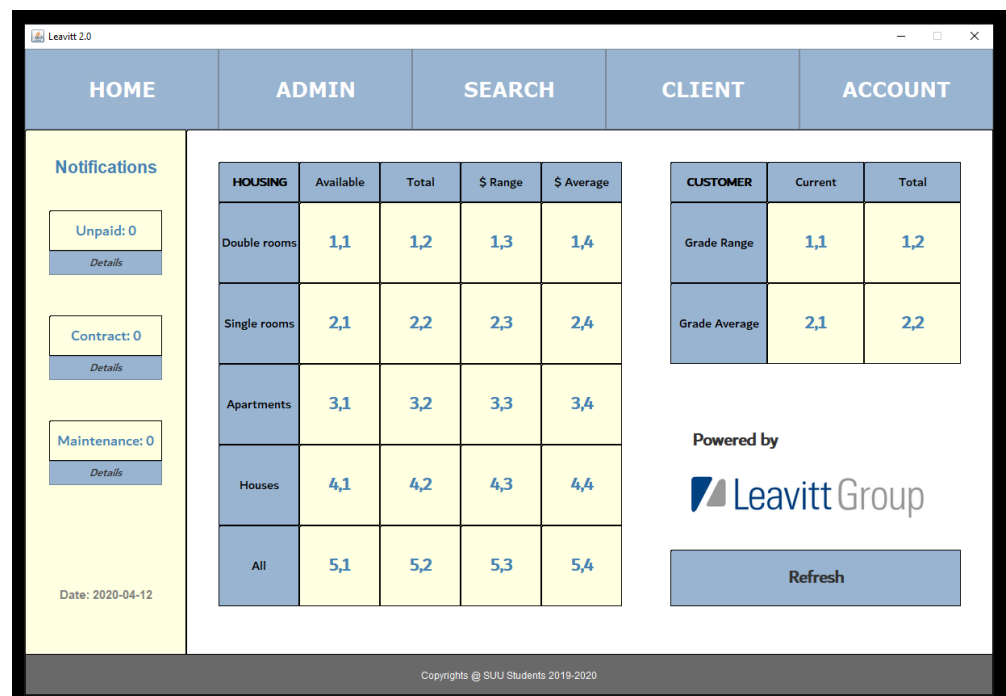 Leavitt 2.0
HOME ADMIN SEARCH CLIENT ACCOUNT
Notifications
Unpaid: 0
Details
Contract: 0
Details
Maintenance: 0
Details
Date: 2020-04-12
HOUSING Available Total $ Range $ Average
Double rooms 1,1 1,2 1,3 1,4
Single rooms 2,1 2,2 2,3 2,4
Apartments 3,1 3,2 3,3 3,4
Houses 4,1 4,2 4,3 4,4
All 5,1 5,2 5,3 5,4
CUSTOMER Current Total
Grade Range 1,1 1,2
Grade Average 2,1 2,2
Powered by
Leavitt Group
Refresh
Copyrights @ SUU Students 2019-2020